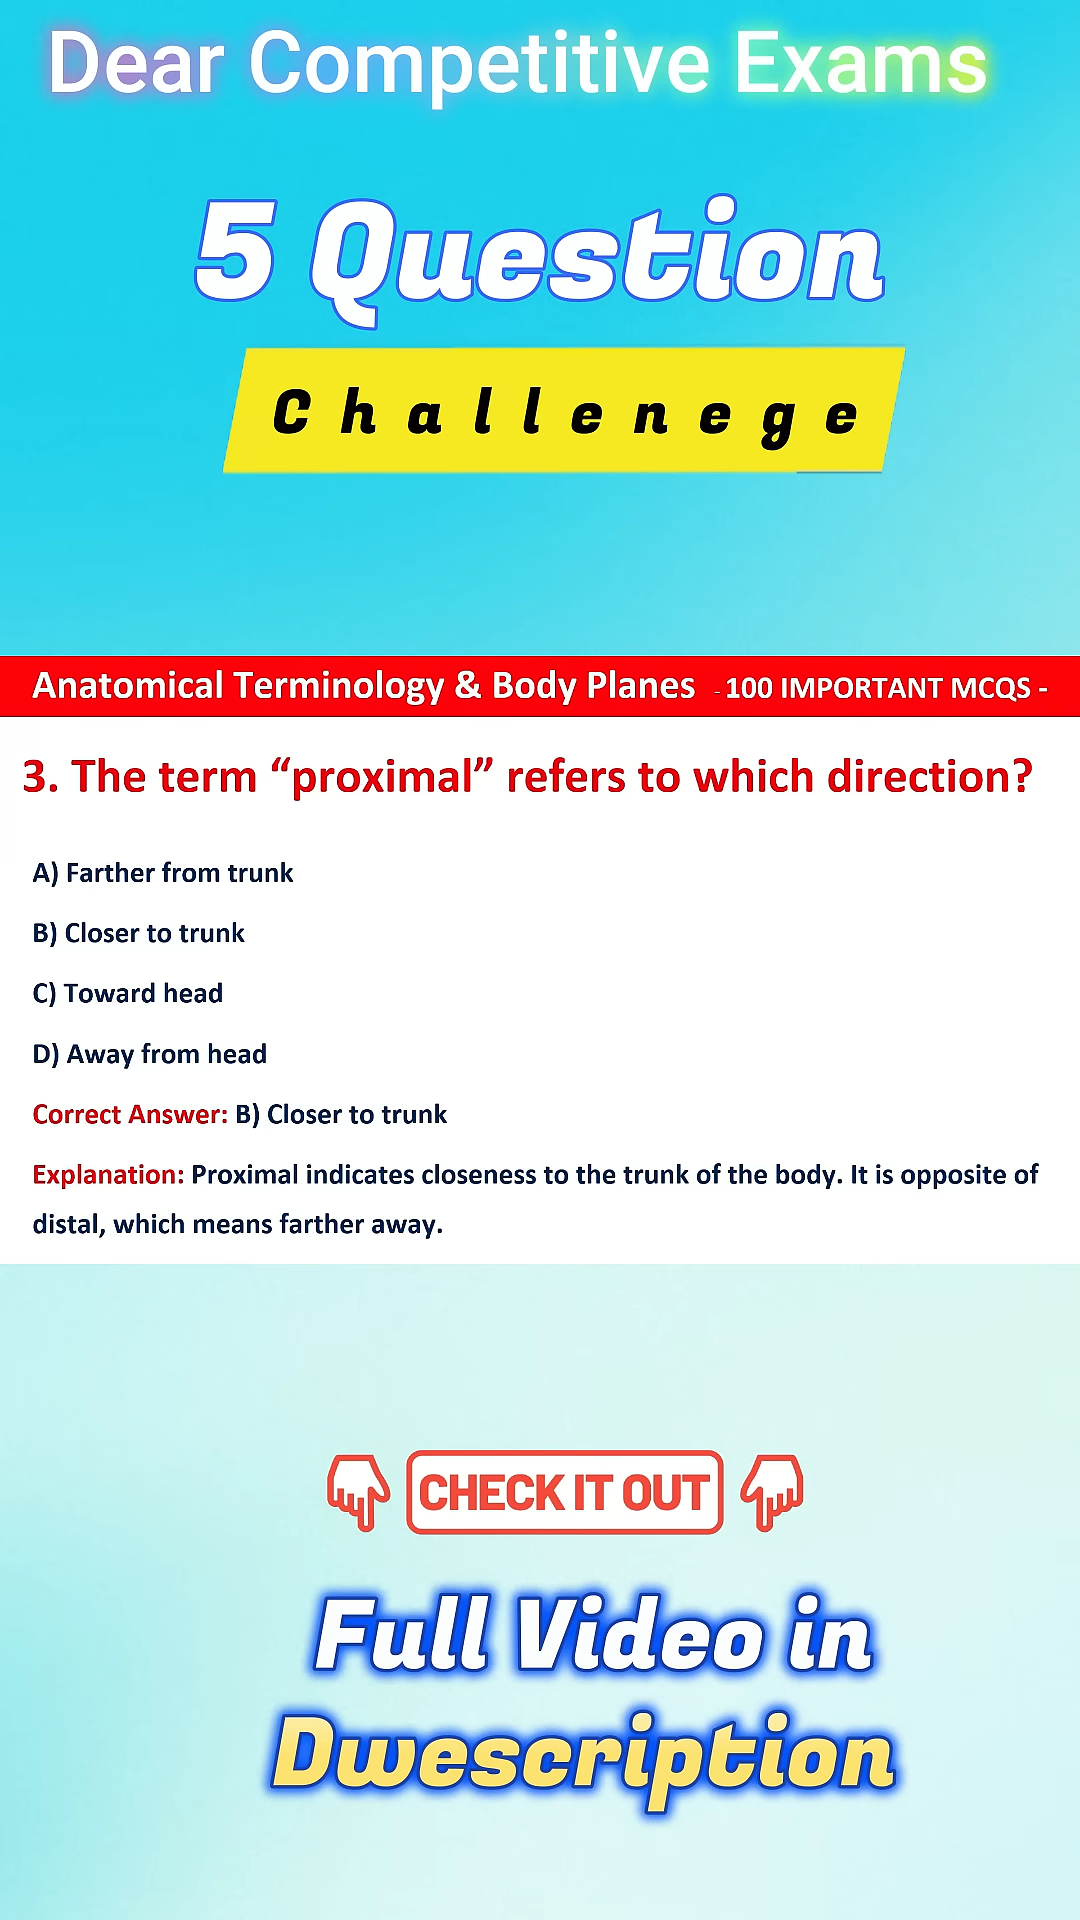 Dear Competitive Exams
5 Question
Challenege
Anatomical Terminology & Body Planes - 100 IMPORTANT MCQS -
3. The term “proximal” refers to which direction?
A) Farther from trunk
B) Closer to trunk
C) Toward head
D) Away from head
Correct Answer: B) Closer to trunk
Explanation: Proximal indicates closeness to the trunk of the body. It is opposite of
distal, which means farther away.
CHECK IT OUT
Full Video in
Dwescription